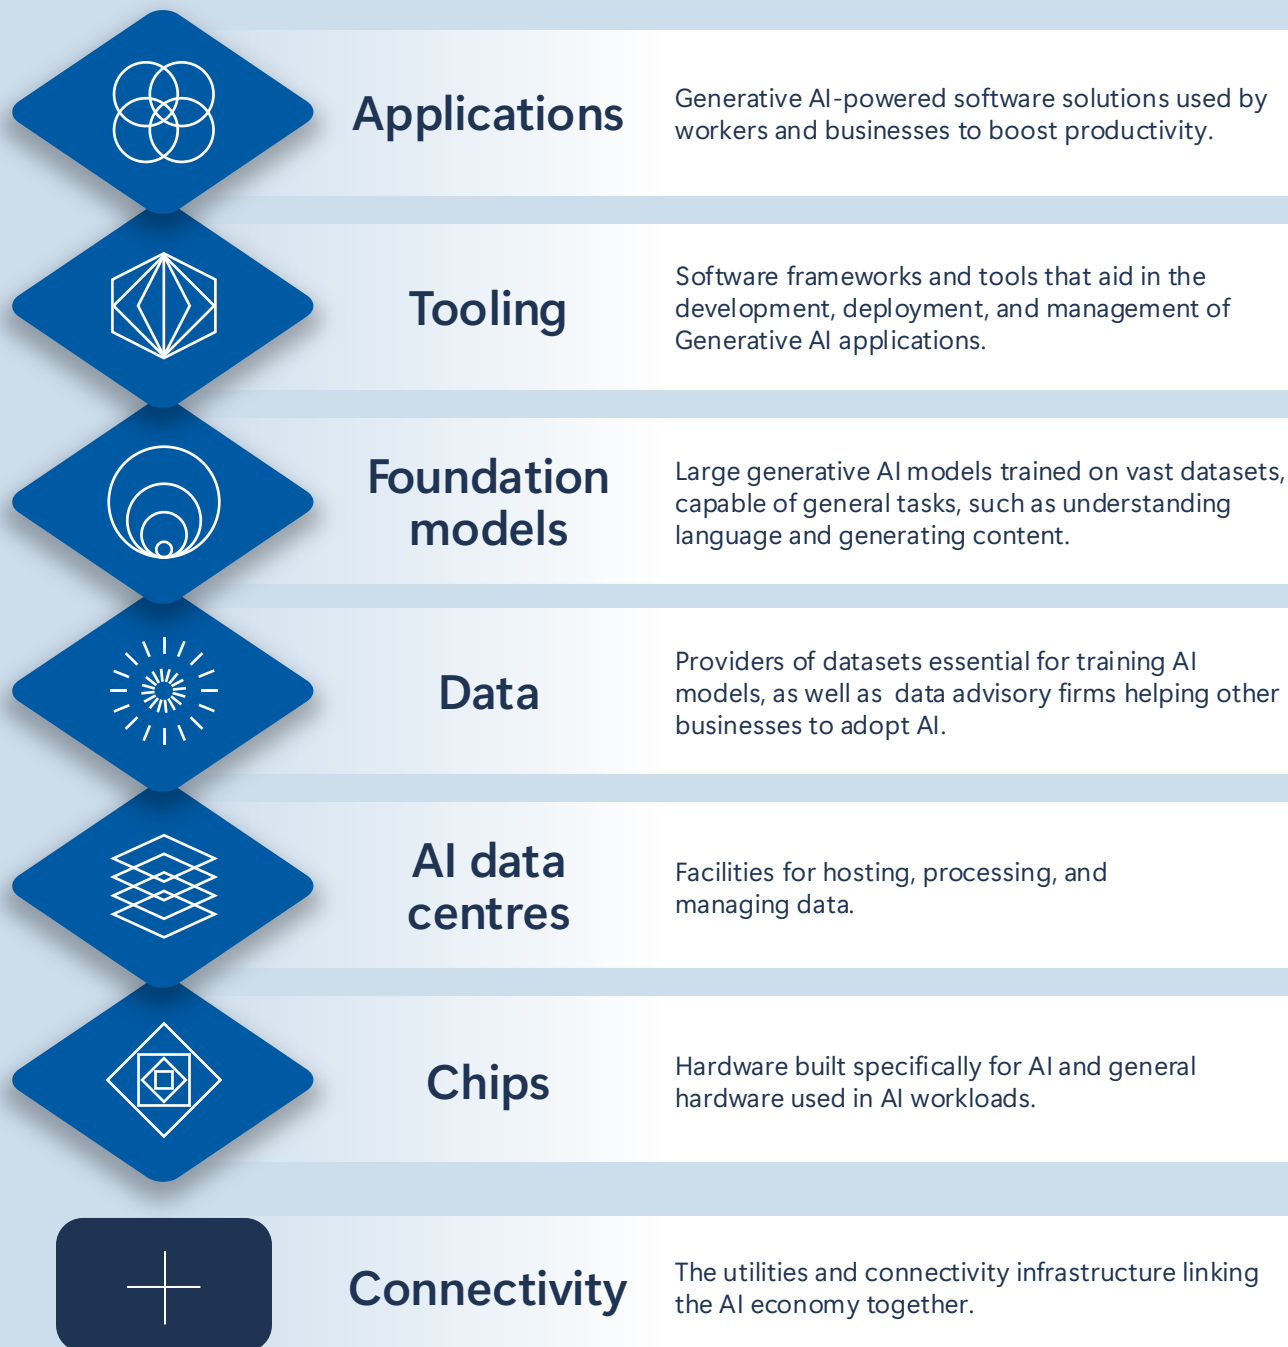 Applications
Generative AI-powered software solutions used by
workers and businesses to boost productivity.
Tooling
Software frameworks and tools that aid in the
development, deployment, and management of
Generative AI applications.
Foundation
models
Large generative AI models trained on vast datasets,
capable of general tasks, such as understanding
language and generating content.
Data
Providers of datasets essential for training AI
models, as well as data advisory firms helping other
businesses to adopt AI.
AI data
centres
Facilities for hosting, processing, and
managing data.
Chips
Hardware built specifically for AI and general
hardware used in AI workloads.
Connectivity
The utilities and connectivity infrastructure linking
the AI economy together.